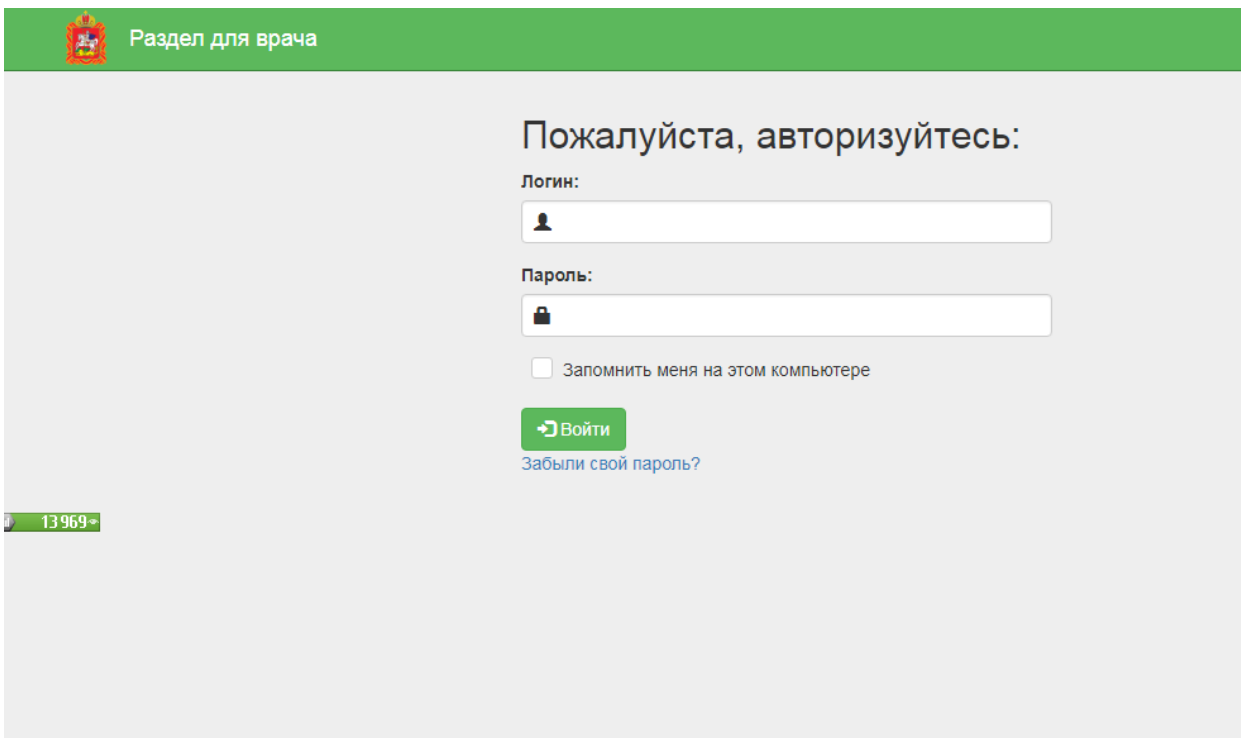 Раздел для врача
Пожалуйста, авторизуйтесь:
Логин:
Пароль:
Запомнить меня на этом компьютере
Войти
Забыли свой пароль?
13 969